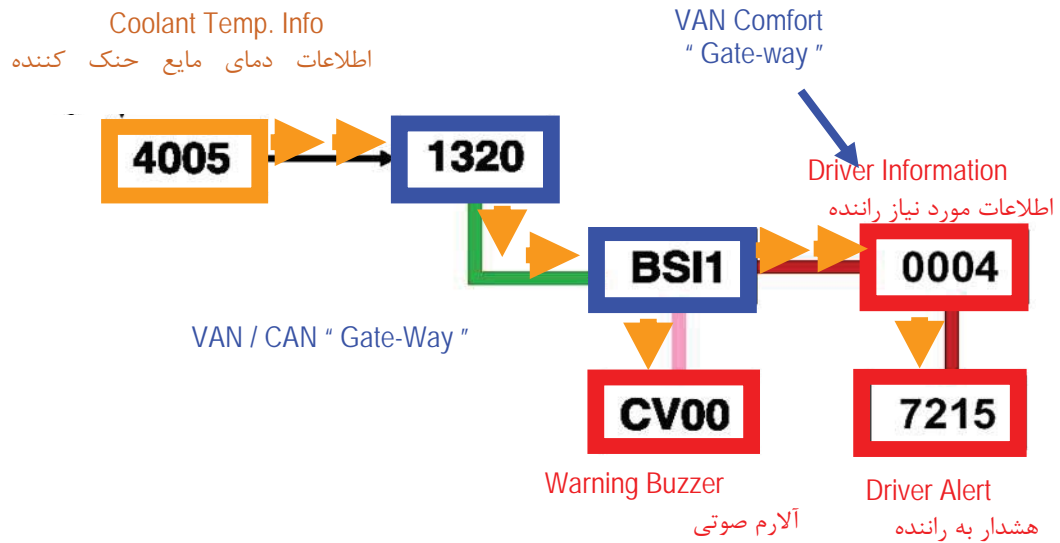 Coolant Temp. Info
اطلاعات دمای مایع حنک کننده
VAN Comfort
“ Gate-way ”
4005
1320
Driver Information
اطلاعات مورد نیاز راننده
BSI1
0004
VAN / CAN “ Gate-Way ”
CV00
7215
Warning Buzzer
آلارم صوتی
Driver Alert
هشدار به راننده